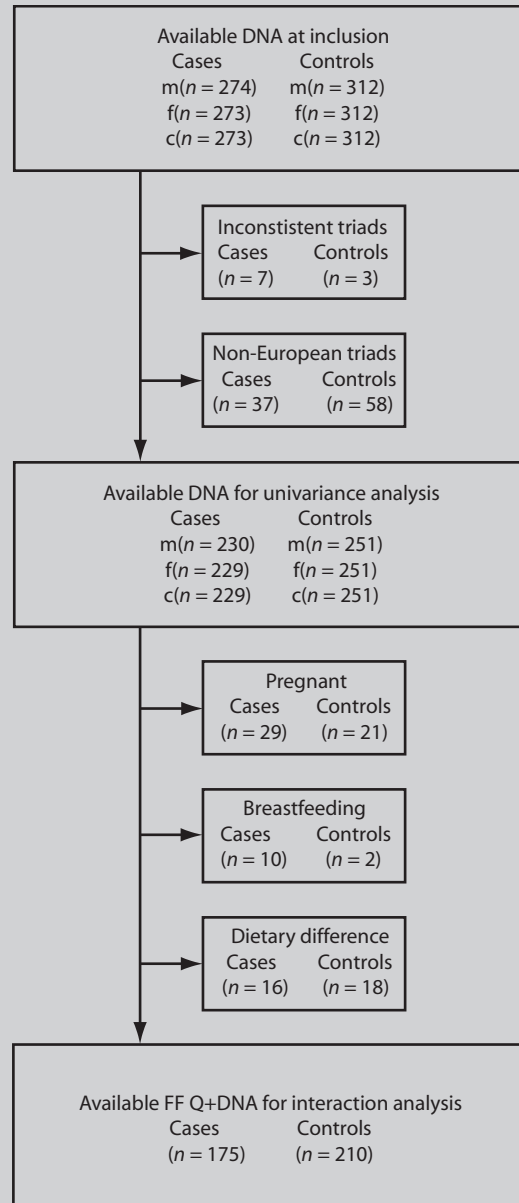 Available DNA at inclusion
Cases Controls
m(n = 274) m(n = 312)
f(n = 273) f(n = 312)
c(n = 273) c(n = 312)
Inconstistent triads
Cases Controls
(n = 7) (n = 3)
Non-European triads
Cases Controls
(n = 37) (n = 58)
Available DNA for univariance analysis
Cases Controls
m(n = 230) m(n = 251)
f(n = 229) f(n = 251)
c(n = 229) c(n = 251)
Pregnant
Cases Controls
(n = 29) (n = 21)
Breastfeeding
Cases Controls
(n = 10) (n = 2)
Dietary difference
Cases Controls
(n = 16) (n = 18)
Available FF Q+DNA for interaction analysis
Cases Controls
(n = 175) (n = 210)